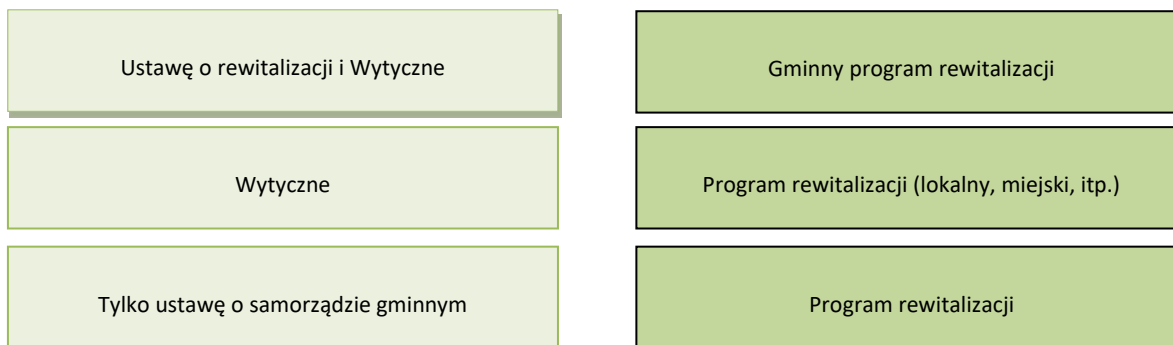 Ustawę o rewitalizacji i Wytyczne
Gminny program rewitalizacji
Wytyczne
Program rewitalizacji (lokalny, miejski, itp.)
Tylko ustawę o samorządzie gminnym
Program rewitalizacji